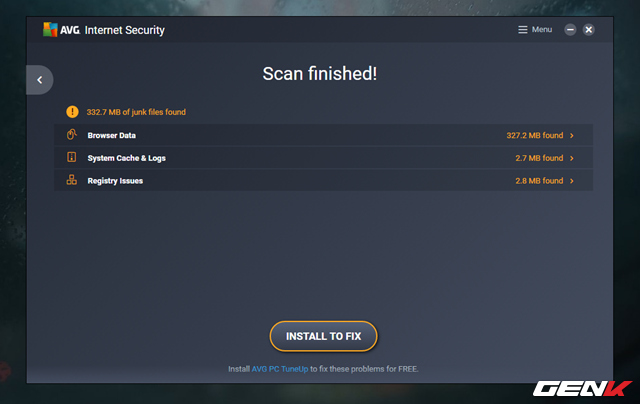 AVG Internet Security
Menu
Scan finished!
332.7 MB of junk files found
Browser Data 327.2 MB found
System Cache & Logs 2.7 MB found
Registry Issues 2.8 MB found
INSTALL TO FIX
Install AVG PC TuneUp to fix these problems for FREE.
GENK